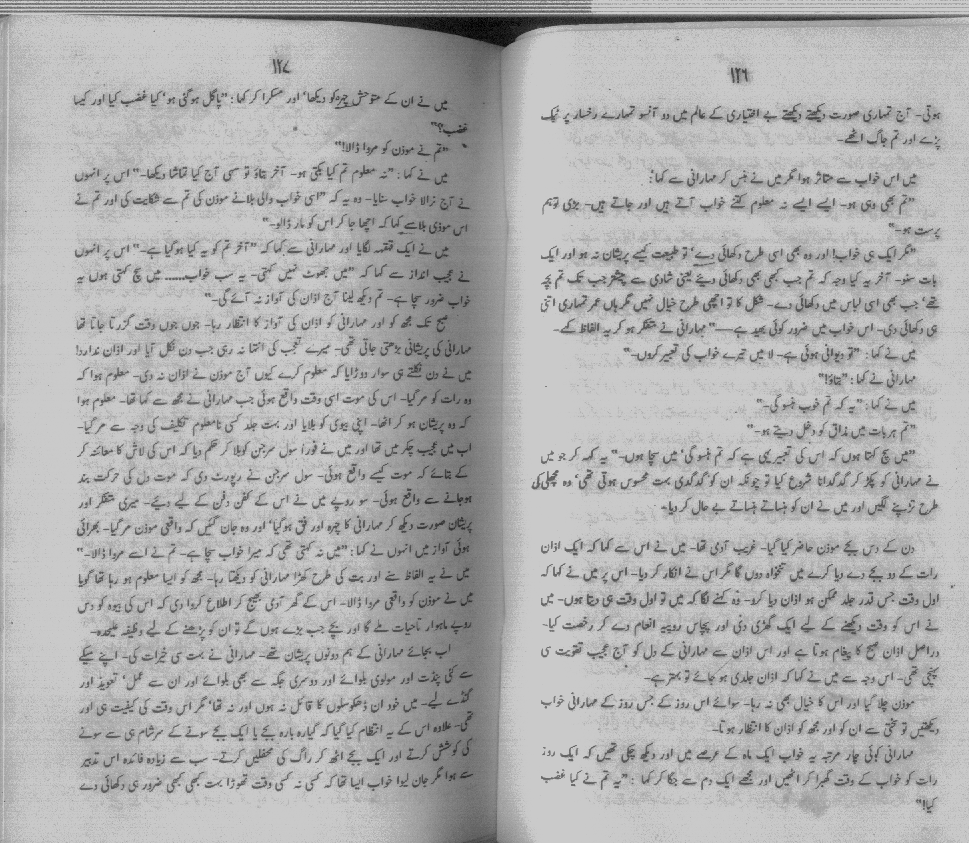 ۱۲۶
ہوتی۔ آج تمہاری صورت دیکھتے دیکھتے بے اختیاری کے عالم میں دو آنسو تمہارے رخسار پر ٹپک
پڑے اور تم جاگ اٹھے۔
میں اس خواب سے متاثر ہوا مگر میں نے ہنس کر مہارانی سے کہا:
”تم بھی وہمی ہو۔ ایسے ایسے نہ معلوم کتنے خواب آتے ہیں اور جاتے ہیں۔ بڑی توہم
پرست ہو۔“
”مگر ایک ہی خواب! اور وہ بھی اسی طرح دکھائی دے‘ تو طبیعت کیسے پریشان نہ ہو اور ایک
بات سنو۔ آخر یہ کیا وجہ کہ تم جب کبھی بھی دکھائی دیئے یعنی شادی سے پیشتر جب تک تم بچے
تھے‘ جب بھی اسی لباس میں دکھائی دے۔ شکل کا تو اچھی طرح خیال نہیں مگر ہاں عمر تمہاری اتنی
ہی دکھائی دی۔ اس خواب میں ضرور کوئی بھید ہے——“ مہارانی نے متفکر ہو کر یہ الفاظ کہے۔
میں نے کہا: ”تو دیوانی ہوئی ہے۔ لا میں تیرے خواب کی تعبیر کروں۔“
مہارانی نے کہا: ”بتاؤ!“
میں نے کہا: ”یہ کہ تم خوب ہنسو گی۔“
”تم ہر بات میں مذاق کو دخل دیتے ہو۔“
”میں سچ کہتا ہوں کہ اس کی تعبیر یہی ہے کہ تم ہنسو گی‘ میں سچا ہوں۔“ یہ کہہ کر جو میں
نے مہارانی کو پکڑ کر گدگدانا شروع کیا تو چونکہ ان کو گدگدی بہت محسوس ہوتی تھی‘ وہ مچھلی کی
طرح تڑپنے لگیں اور میں نے ان کو ہنساتے ہنساتے بے حال کر دیا۔
دن کے دس بجے موذن حاضر کیا گیا۔ غریب آدمی تھا۔ میں نے اس سے کہا کہ ایک اذان
رات کے دو بجے دے دیا کرے میں تنخواہ دوں گا مگر اس نے انکار کر دیا۔ اس پر میں نے کہا کہ
اول وقت جس قدر جلد ممکن ہو اذان دیا کرو۔ وہ کہنے لگا کہ میں تو اول وقت ہی دیتا ہوں۔ میں
نے اس کو وقت دیکھنے کے لیے ایک گھڑی دی اور پچاس روپیہ انعام دے کر رخصت کیا۔
دراصل اذان صبح کا پیغام ہوتا ہے اور اس اذان سے مہارانی کے دل کو آج عجیب تقویت سی
پہنچی تھی۔ اس وجہ سے میں نے کہا کہ اذان جلدی ہو جائے تو بہتر ہے۔
موذن چلا گیا اور اس کا خیال بھی نہ رہا۔ سوائے اس روز کے جس روز کے مہارانی خواب
دیکھتیں تو سختی سے ان کو اور مجھ کو اذان کا انتظار ہوتا۔
مہارانی کوئی چار مرتبہ یہ خواب ایک ماہ کے عرصے میں اور دیکھ چکی تھیں کہ ایک روز
رات کو خواب کے وقت گھبرا کر اٹھیں اور مجھے ایک دم سے جگا کر کہا: ”یہ تم نے کیا غضب
کیا!“
۱۲۷
میں نے ان کے متوحش چہرہ کو دیکھا‘ اور مسکرا کر کہا: ”پاگل ہو گئی ہو‘ کیا غضب کیا اور کیسا
غضب؟“
”تم نے موذن کو مروا ڈالا!“
میں نے کہا: ”نہ معلوم تم کیا بکتی ہو۔ آخر بتاؤ تو سہی آج کیا تماشا دیکھا۔“ اس پر انہوں
نے آج نرالا خواب سنایا۔ وہ یہ کہ ”اسی خواب والی بلا نے موذن کی تم سے شکایت کی اور تم نے
اس موذی بلا سے کہا کہ اچھا جا کر اس کو مار ڈالو۔“
میں نے ایک قہقہہ لگایا اور مہارانی سے کہا کہ ”آخر تم کو یہ کیا ہوگیا ہے۔“ اس پر انہوں
نے عجیب انداز سے کہا کہ ”میں جھوٹ نہیں کہتی۔ یہ سب خواب...... میں سچ کہتی ہوں یہ
خواب ضرور سچا ہے۔ تم دیکھ لینا آج اذان کی آواز نہ آئے گی۔“
صبح تک مجھ کو اور مہارانی کو اذان کی آواز کا انتظار رہا۔ جوں جوں وقت گزرتا جاتا تھا
مہارانی کی پریشانی بڑھتی جاتی تھی۔ میرے تعجب کی انتہا نہ رہی جب دن نکل آیا اور اذان ندارد!
میں نے دن نکلتے ہی سوار دوڑایا کہ معلوم کرے کیوں آج موذن نے اذان نہ دی۔ معلوم ہوا کہ
وہ رات کو مر گیا۔ اس کی موت اسی وقت واقع ہوئی جب مہارانی نے مجھ سے کہا تھا۔ معلوم ہوا
کہ وہ پریشان ہو کر اٹھا۔ اپنی بیوی کو بلایا اور بہت جلد کسی نامعلوم تکلیف کی وجہ سے مر گیا۔
اب میں عجیب چکر میں تھا اور میں نے فوراً سول سرجن کو بلا کر حکم دیا کہ اس کی لاش کا معائنہ کر
کے بتائے کہ موت کیسے واقع ہوئی۔ سول سرجن نے رپورٹ دی کہ موت دل کی حرکت بند
ہو جانے سے واقع ہوئی۔ سو روپے میں نے اس کے کفن دفن کے لیے دیئے۔ میری متفکر اور
پریشان صورت دیکھ کر مہارانی کا چہرہ اور فق ہوگیا‘ اور وہ جان گئیں کہ واقعی موذن مر گیا۔ بھرائی
ہوئی آواز میں انہوں نے کہا: ”میں نہ کہتی تھی کہ میرا خواب سچا ہے۔ تم نے اسے مروا ڈالا۔“
میں نے یہ الفاظ سنے اور بت کی طرح کھڑا مہارانی کو دیکھتا رہا۔ مجھ کو ایسا معلوم ہو رہا تھا گویا
میں نے موذن کو واقعی مروا ڈالا۔ اس کے گھر آدمی بھیج کر اطلاع کروا دی کہ اس کی بیوہ کو دس
روپے ماہوار تاحیات ملے گا اور بچے جب بڑے ہوں گے تو ان کو پڑھنے کے لیے وظیفہ علیحدہ۔
اب بجائے مہارانی کے ہم دونوں پریشان تھے۔ مہارانی نے بہت سی خیرات کی۔ اپنے میکے
سے کئی پنڈت اور مولوی بلوائے اور دوسری جگہ سے بھی بلوائے اور ان سے عمل‘ تعویذ اور
گنڈے لیے۔ میں خود ان ڈھکوسلوں کا قائل نہ ہوں اور نہ تھا‘ مگر اس وقت کی کیفیت ہی اور
تھی۔ علاوہ اس کے یہ انتظام کیا گیا کہ گیارہ بارہ بجے یا ایک بجے سونے کے سرشام ہی سے سونے
کی کوشش کرتے اور ایک بجے اٹھ کر راگ کی محفلیں کرتے۔ سب سے زیادہ فائدہ اس تدبیر
سے ہوا مگر جان لیوا خواب ایسا تھا کہ کسی نہ کسی وقت تھوڑا بہت کبھی کبھی ضرور ہی دکھائی دے